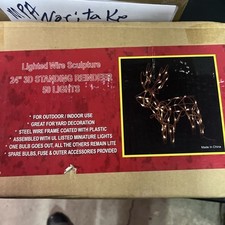 MPA
Narita
Lighted Wire Sculpture
24" 3D STANDING REINDEER
50 LIGHTS
* FOR OUTDOOR / INDOOR USE
* GREAT FOR YARD DECORATION
* STEEL WIRE FRAME COATED WITH PLASTIC
* ASSEMBLED WITH UL LISTED MINIATURE LIGHTS
* ONE BULB GOES OUT, ALL THE OTHERS REMAIN LITE
* SPARE BULBS, FUSE & OUTER ACCESSORIES PROVIDED
Made in China